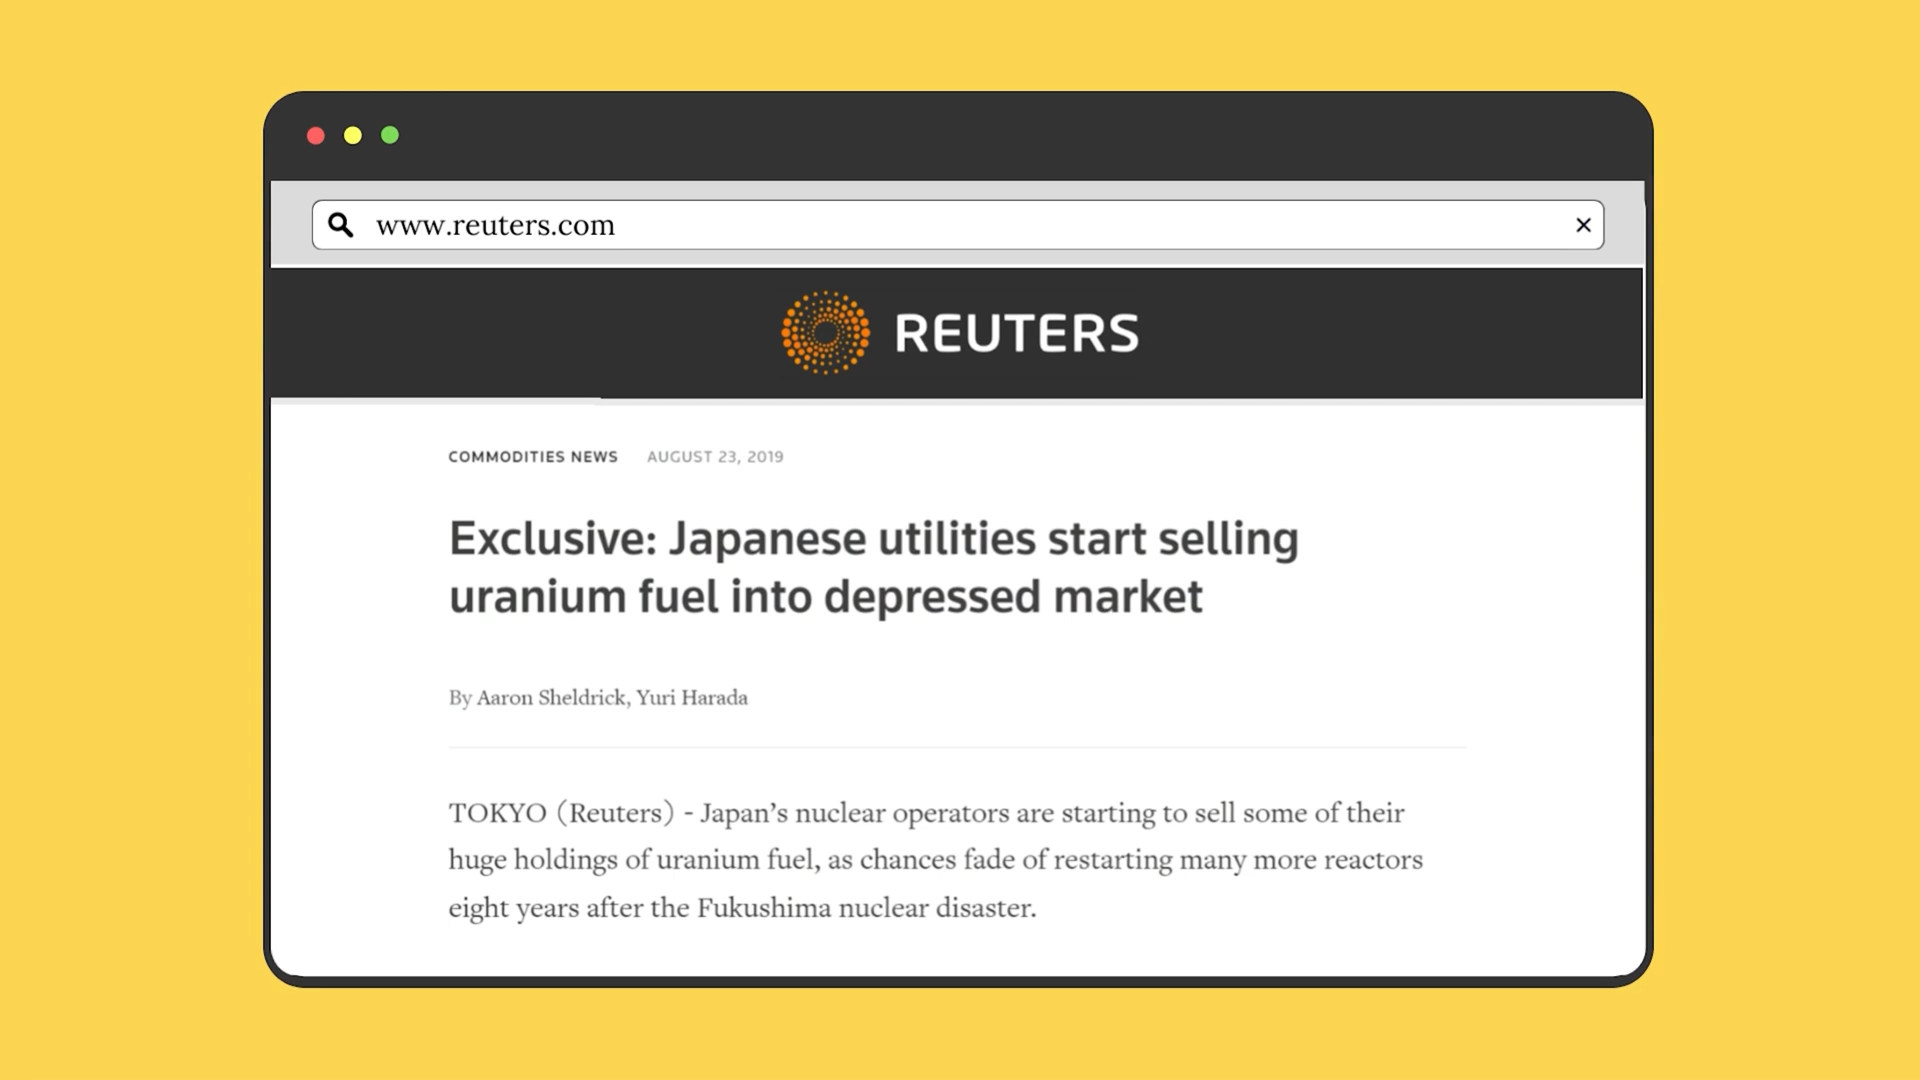 www.reuters.com
REUTERS
COMMODITIES NEWS AUGUST 23, 2019
Exclusive: Japanese utilities start selling
uranium fuel into depressed market
By Aaron Sheldrick, Yuri Harada
TOKYO (Reuters) - Japan’s nuclear operators are starting to sell some of their
huge holdings of uranium fuel, as chances fade of restarting many more reactors
eight years after the Fukushima nuclear disaster.